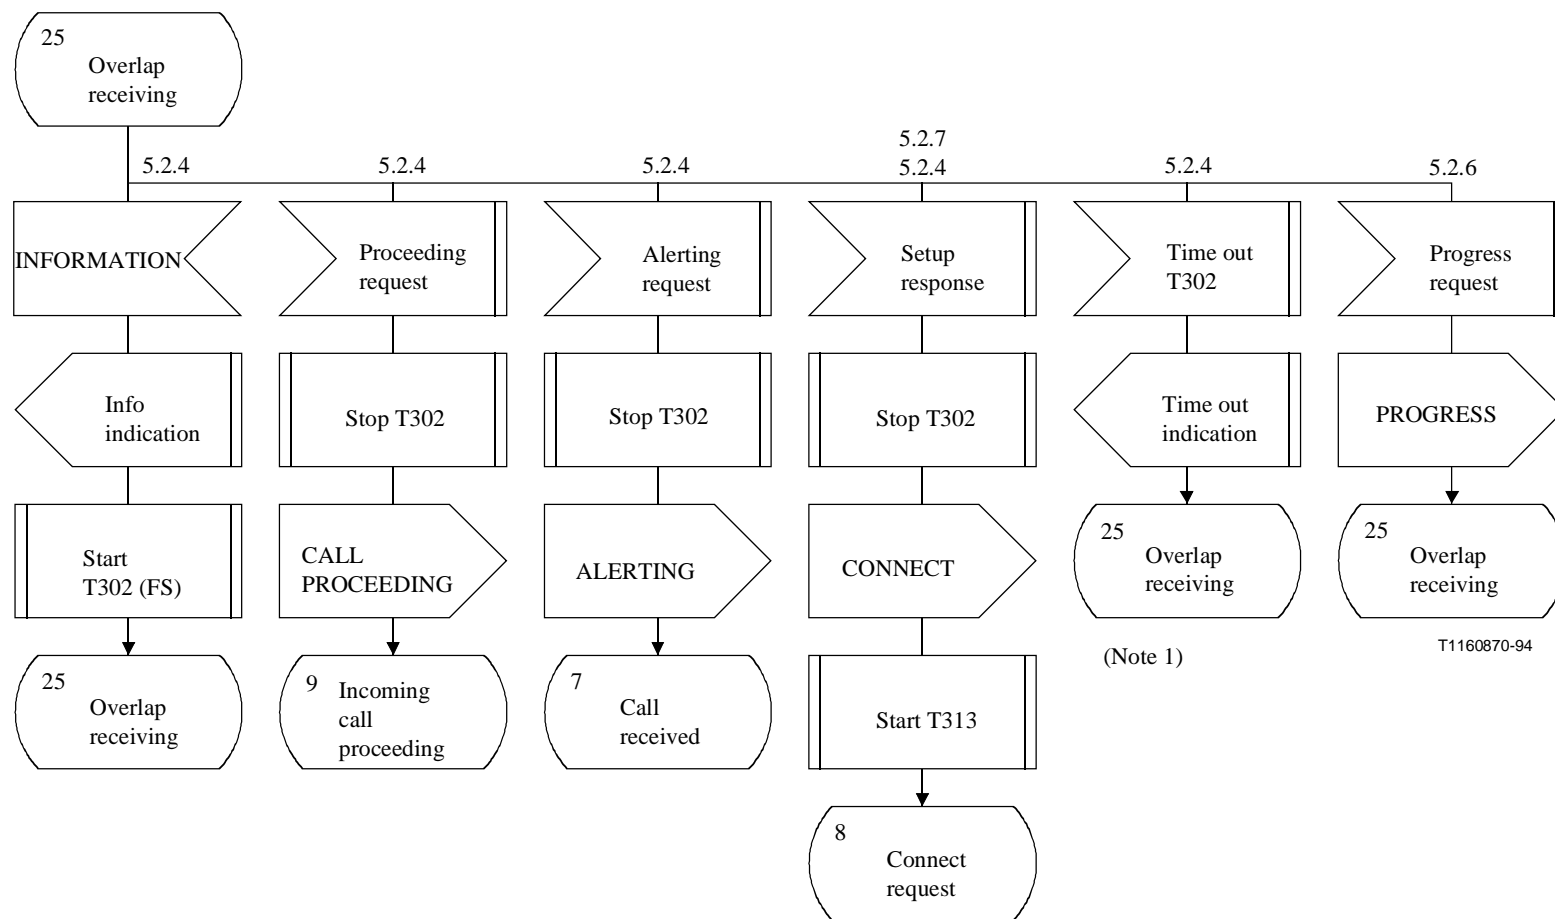 25
Overlap
receiving
5.2.4
5.2.4
5.2.4
5.2.7
5.2.4
5.2.4
5.2.6
INFORMATION
Proceeding
request
Alerting
request
Setup
response
Time out
T302
Progress
request
Info
indication
Stop T302
Stop T302
Stop T302
Time out
indication
PROGRESS
Start
T302 (FS)
CALL
PROCEEDING
ALERTING
CONNECT
25
Overlap
receiving
25
Overlap
receiving
(Note 1)
T1160870-94
25
Overlap
receiving
9
Incoming
call
proceeding
7
Call
received
Start T313
8
Connect
request